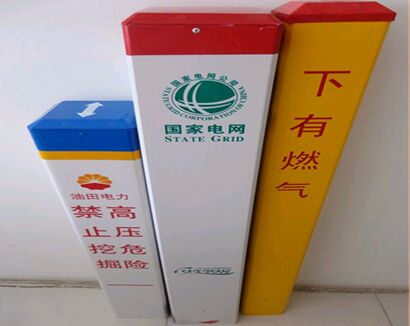 油田电力
高压危险
禁止挖掘
国家电网公司
STATE GRID CORPORATION OF CHINA
国家电网
STATE GRID
95598
下有燃气